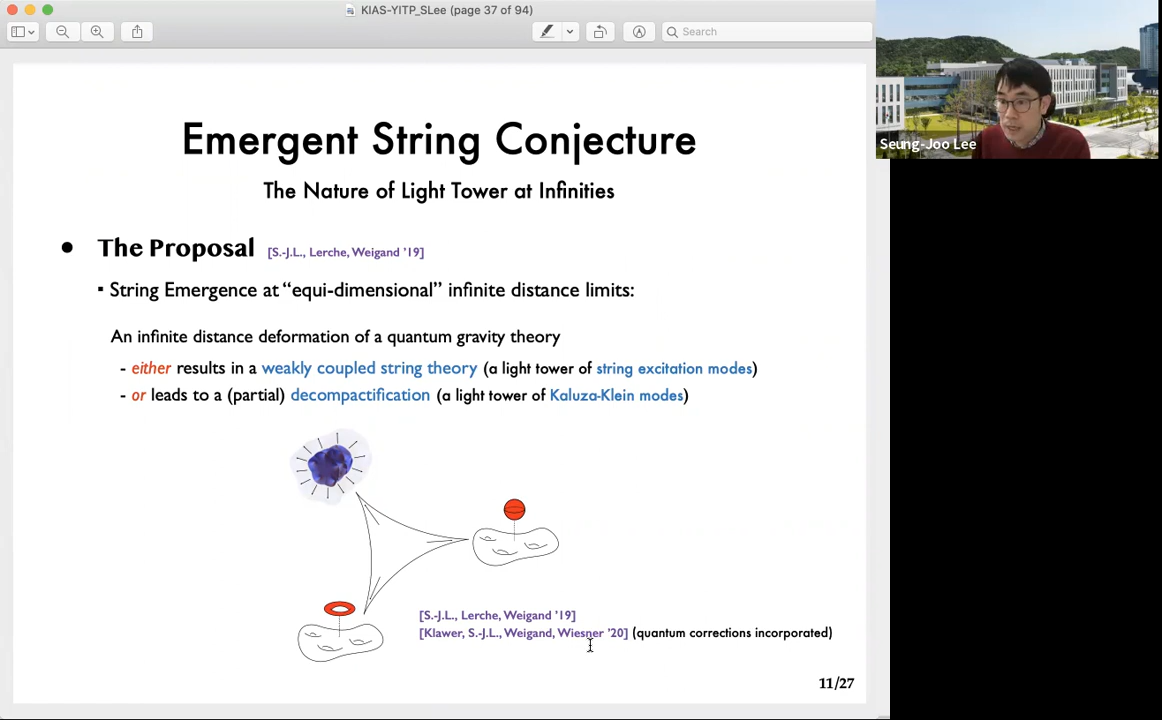 KIAS-YITP_SLee (page 37 of 94)
Search
Seung-Joo Lee
Emergent String Conjecture
The Nature of Light Tower at Infinities
• The Proposal [S.-J.L., Lerche, Weigand '19]
▪ String Emergence at “equi-dimensional” infinite distance limits:
An infinite distance deformation of a quantum gravity theory
- either results in a weakly coupled string theory (a light tower of string excitation modes)
- or leads to a (partial) decompactification (a light tower of Kaluza-Klein modes)
[S.-J.L., Lerche, Weigand '19]
[Klawer, S.-J.L., Weigand, Wiesner '20] (quantum corrections incorporated)
11/27